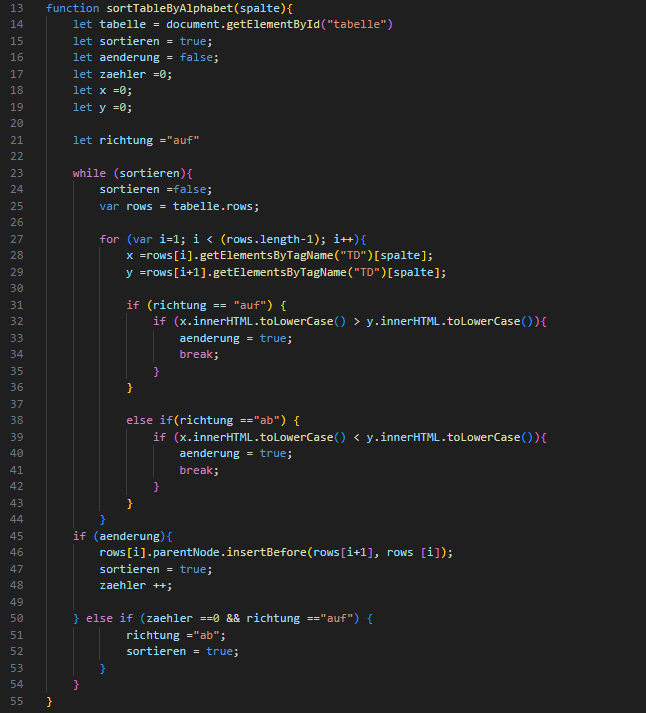 13 function sortTableByAlphabet(spalte){
14     let tabelle = document.getElementById("tabelle")
15     let sortieren = true;
16     let aenderung = false;
17     let zaehler =0;
18     let x =0;
19     let y =0;
20
21     let richtung ="auf"
22
23     while (sortieren){
24         sortieren =false;
25         var rows = tabelle.rows;
26
27         for (var i=1; i < (rows.length-1); i++){
28             x =rows[i].getElementsByTagName("TD")[spalte];
29             y =rows[i+1].getElementsByTagName("TD")[spalte];
30
31             if (richtung == "auf") {
32                 if (x.innerHTML.toLowerCase() > y.innerHTML.toLowerCase()){
33                     aenderung = true;
34                     break;
35                 }
36             }
37
38             else if(richtung =="ab") {
39                 if (x.innerHTML.toLowerCase() < y.innerHTML.toLowerCase()){
40                     aenderung = true;
41                     break;
42                 }
43             }
44         }
45     if (aenderung){
46         rows[i].parentNode.insertBefore(rows[i+1], rows [i]);
47         sortieren = true;
48         zaehler ++;
49
50     } else if (zaehler ==0 && richtung =="auf") {
51             richtung ="ab";
52             sortieren = true;
53         }
54     }
55 }